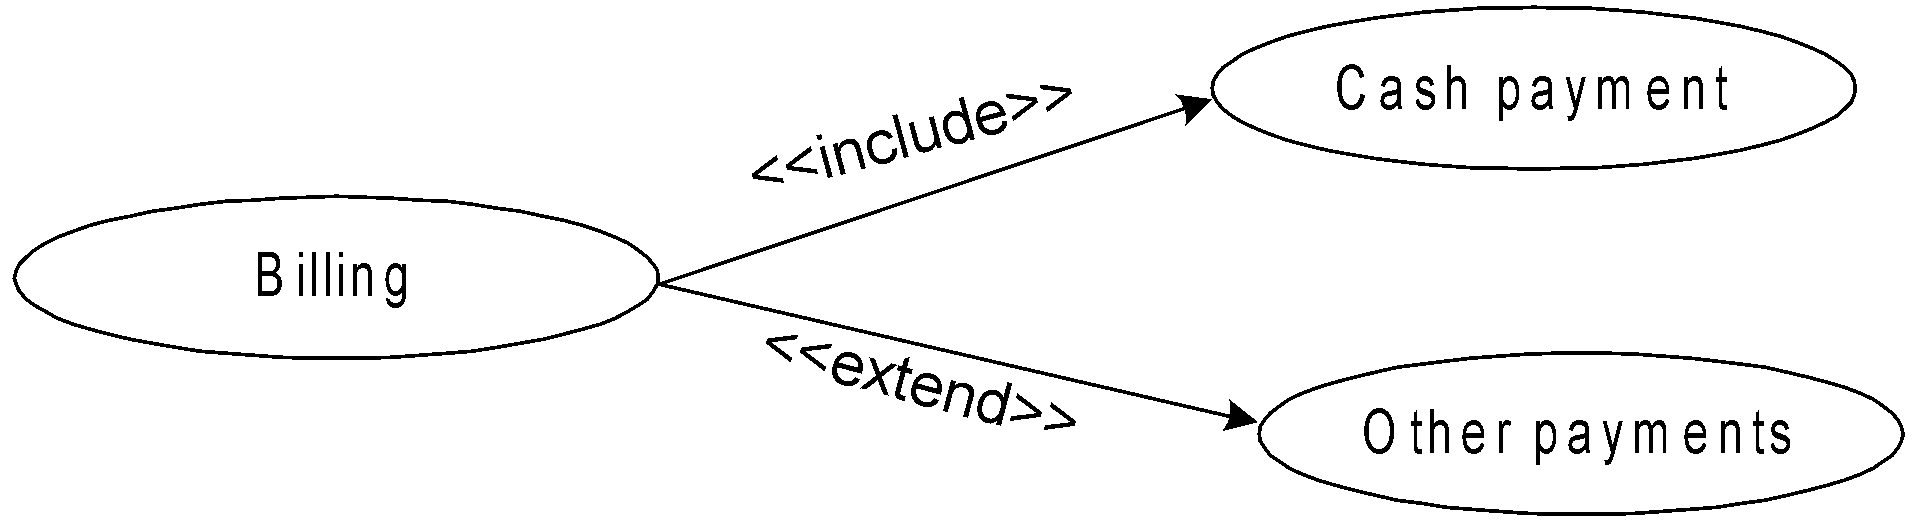 Cash payment
<<include>>
Billing
<<extend>>
Other payments